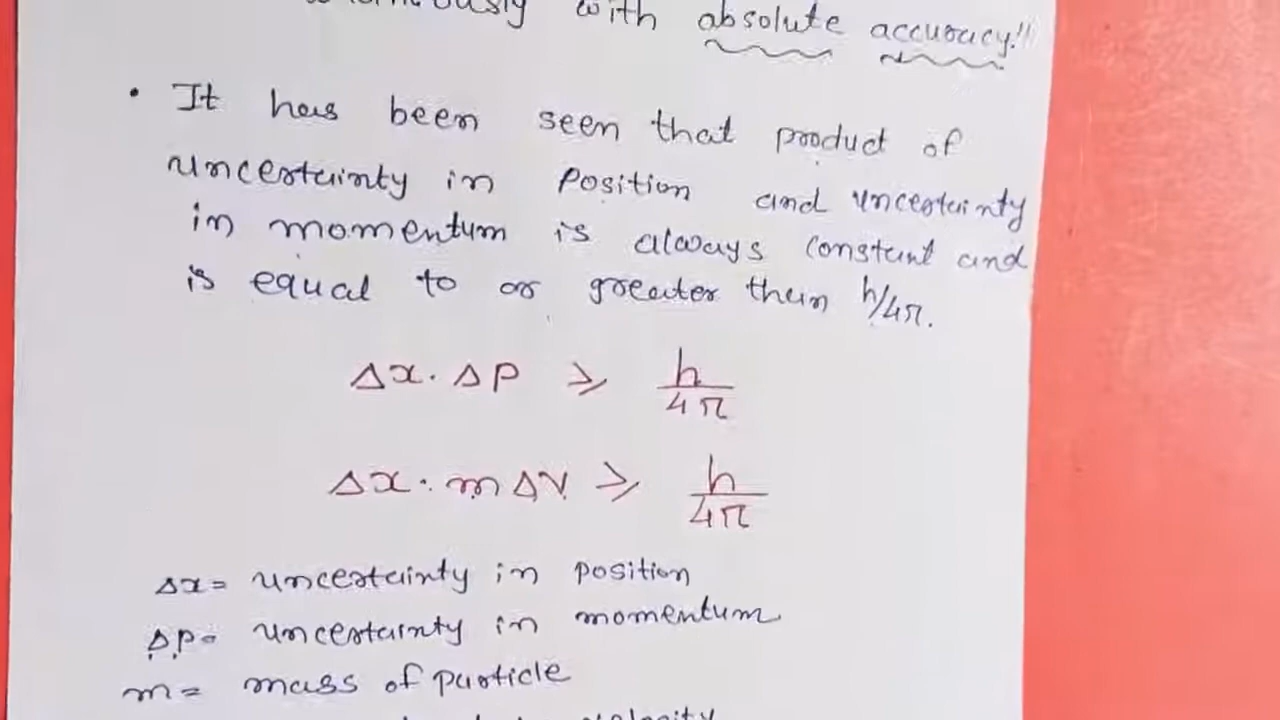 with absolute accuracy!!
• It has been seen that product of
uncertainty in Position and uncertainty
in momentum is always constant and
is equal to or greater than h/4π.
Δx. ΔP ≥ h/4π
Δx. mΔV ≥ h/4π
Δx= uncertainty in position
ΔP= uncertainty in momentum
m= mass of particle
velocity